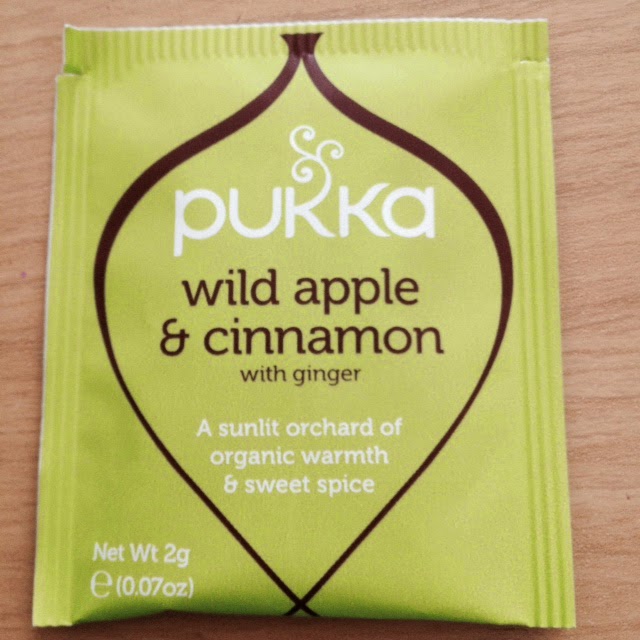 pukka
wild apple
& cinnamon
with ginger
A sunlit orchard of
organic warmth
& sweet spice
Net Wt 2g
℮ (0.07oz)